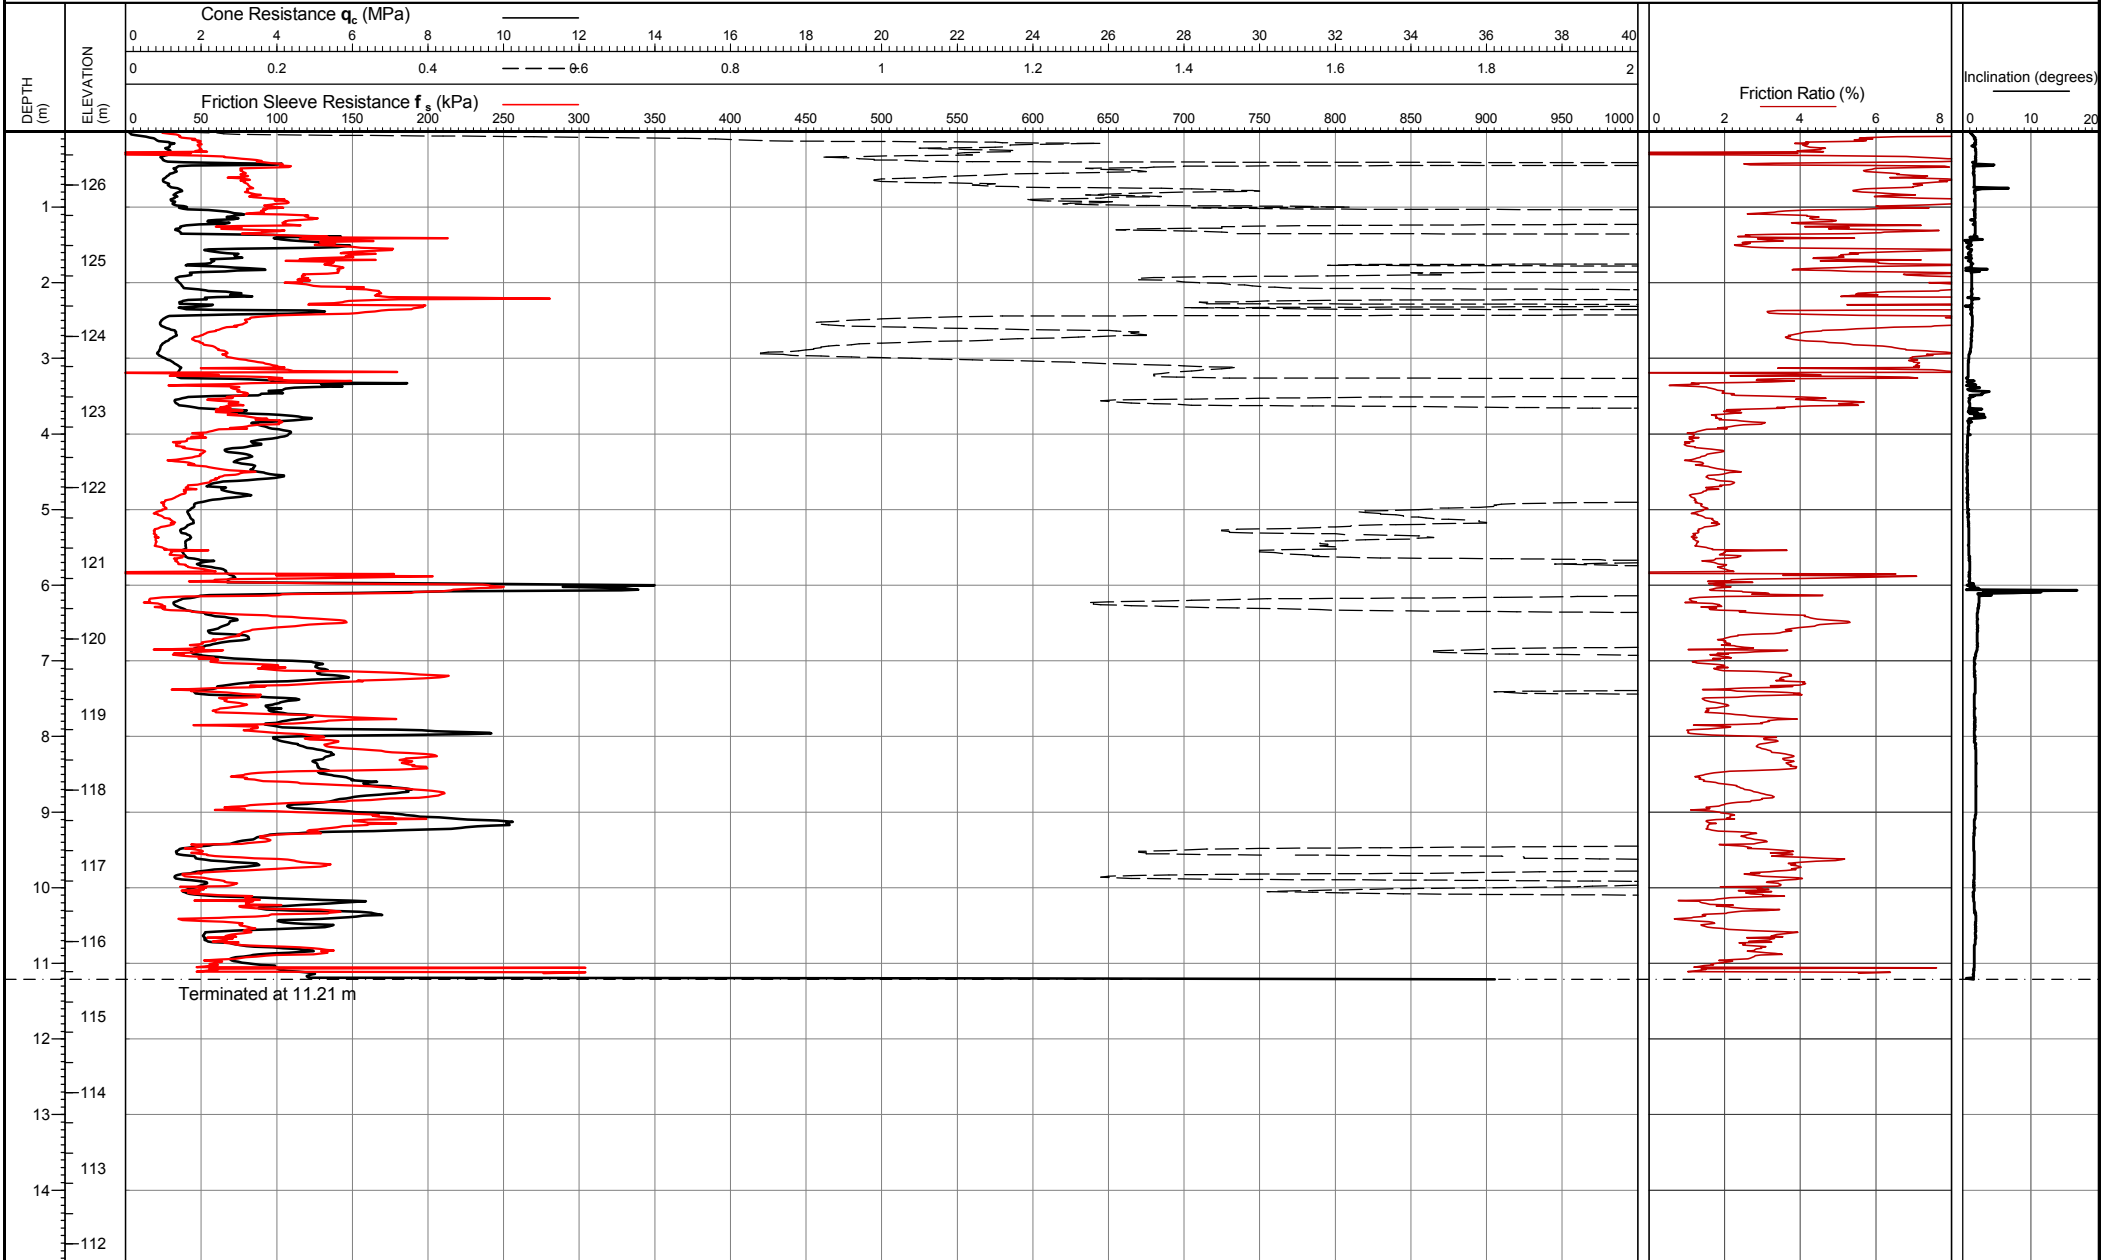 Cone Resistance qc (MPa)
0 2 4 6 8 10 12 14 16 18 20 22 24 26 28 30 32 34 36 38 40
0 0.2 0.4 0.6 0.8 1 1.2 1.4 1.6 1.8 2
Friction Sleeve Resistance fs (kPa)
0 50 100 150 200 250 300 350 400 450 500 550 600 650 700 750 800 850 900 950 1000
DEPTH
(m)
ELEVATION
(m)
Friction Ratio (%)
0 2 4 6 8
Inclination (degrees)
0 10 20
126
1
125
2
124
3
123
4
122
5
121
6
120
7
119
8
118
9
117
10
116
11
Terminated at 11.21 m
115
12
114
13
113
14
112